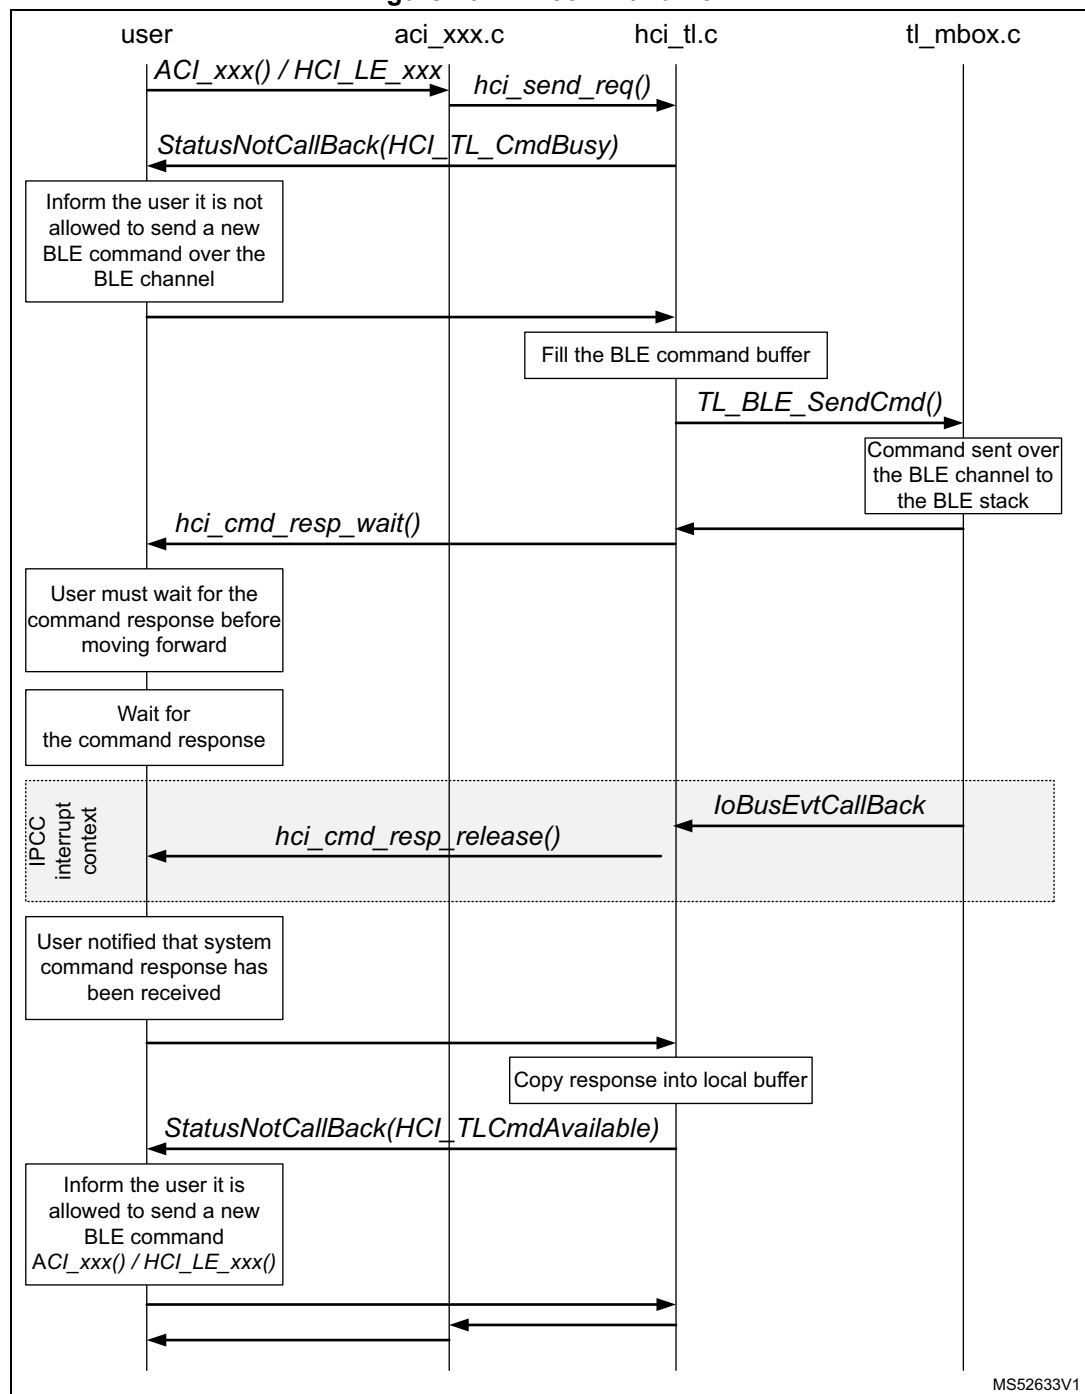 user aci_xxx.c hci_tl.c tl_mbox.c
ACI_xxx() / HCI_LE_xxx
hci_send_req()
StatusNotCallBack(HCI_TL_CmdBusy)
Inform the user it is not
allowed to send a new
BLE command over the
BLE channel
Fill the BLE command buffer
TL_BLE_SendCmd()
Command sent over
the BLE channel to
the BLE stack
hci_cmd_resp_wait()
User must wait for the
command response before
moving forward
Wait for
the command response
IPCC
interrupt
context
IoBusEvtCallBack
hci_cmd_resp_release()
User notified that system
command response has
been received
Copy response into local buffer
StatusNotCallBack(HCI_TLCmdAvailable)
Inform the user it is
allowed to send a new
BLE command
ACI_xxx() / HCI_LE_xxx()
MS52633V1